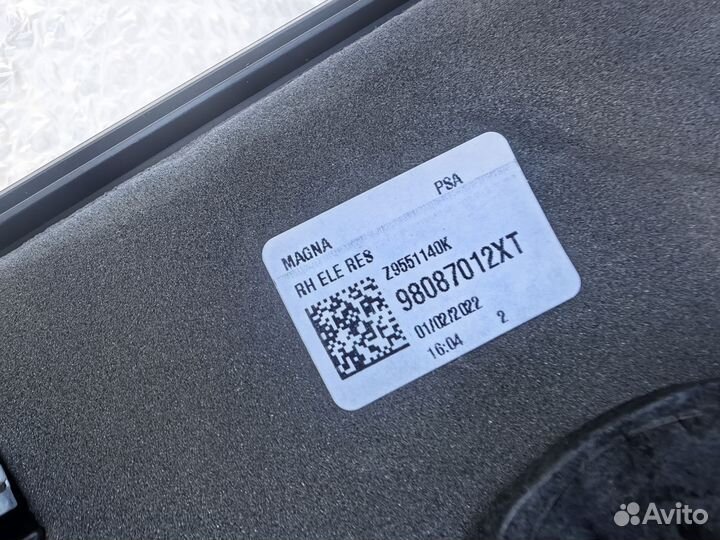 MAGNA PSA
RH ELE RES Z9551140K
98087012XT
01/02/2022
16:04 2
Avito